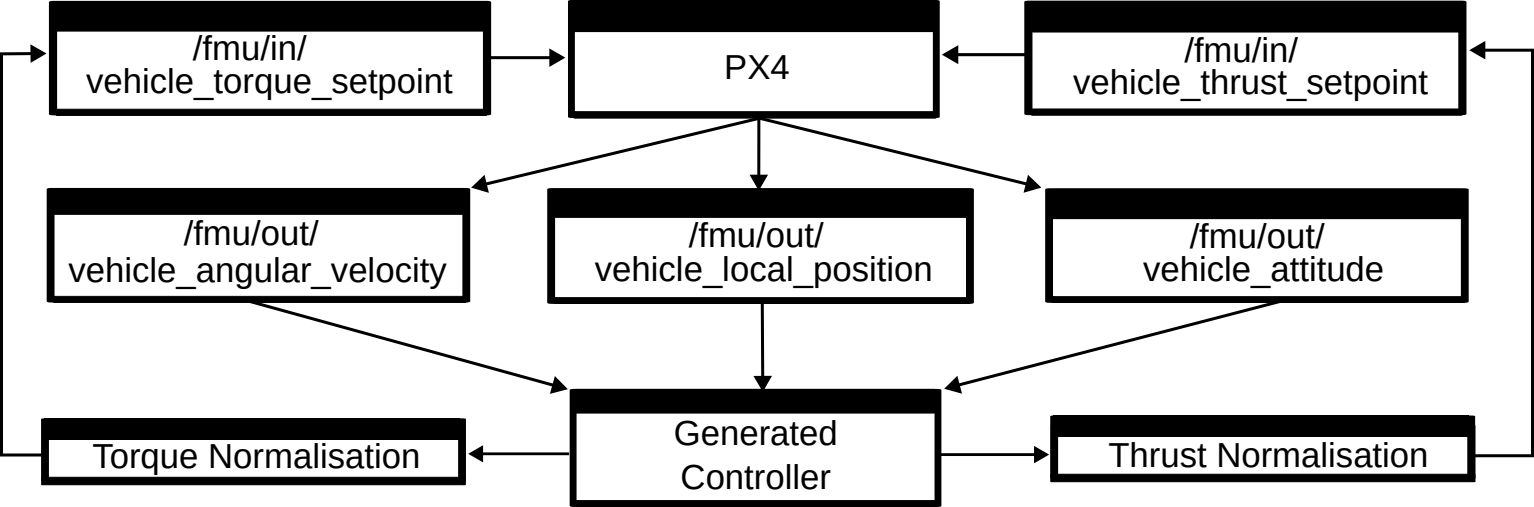 /fmu/in/
vehicle_torque_setpoint
PX4
/fmu/in/
vehicle_thrust_setpoint
/fmu/out/
vehicle_angular_velocity
/fmu/out/
vehicle_local_position
/fmu/out/
vehicle_attitude
Torque Normalisation
Generated
Controller
Thrust Normalisation